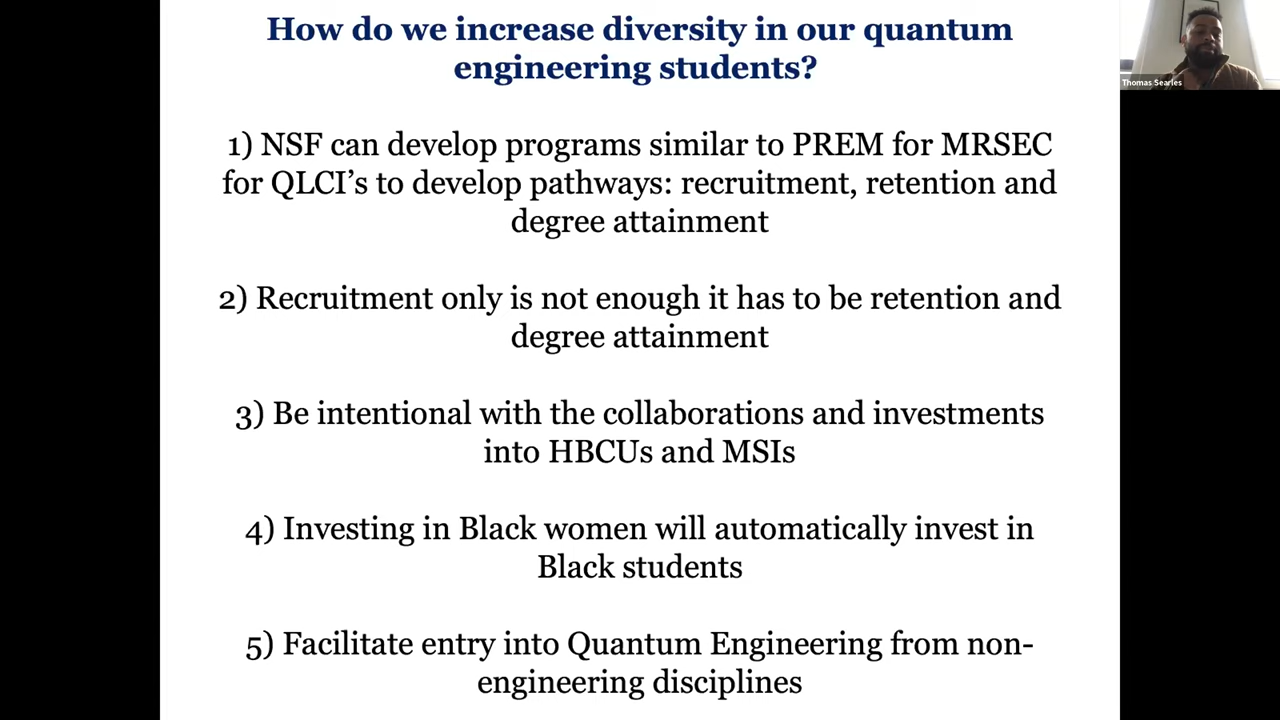 How do we increase diversity in our quantum
engineering students?
Thomas Searles
1) NSF can develop programs similar to PREM for MRSEC
for QLCI’s to develop pathways: recruitment, retention and
degree attainment
2) Recruitment only is not enough it has to be retention and
degree attainment
3) Be intentional with the collaborations and investments
into HBCUs and MSIs
4) Investing in Black women will automatically invest in
Black students
5) Facilitate entry into Quantum Engineering from non-
engineering disciplines